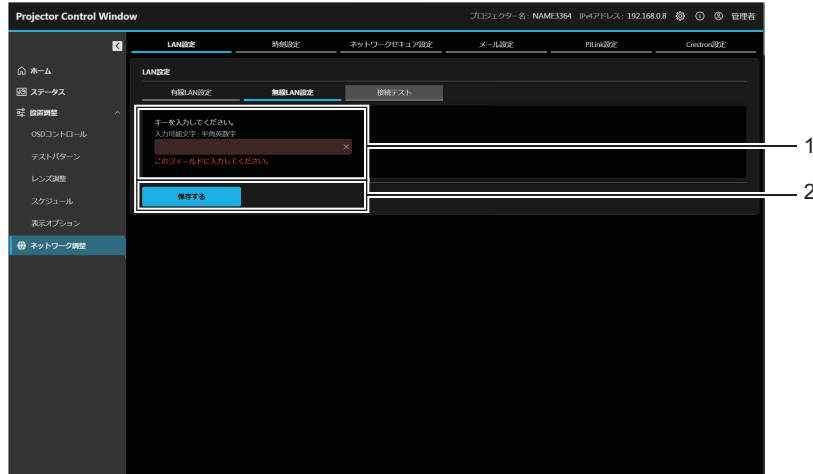 Projector Control Window
プロジェクター名: NAME3364 IPv4アドレス: 192.168.0.8 管理者
LAN設定 時刻設定 ネットワークセキュア設定 メール設定 PJLink設定 Crestron設定
ホーム
ステータス
設置調整
OSDコントロール
テストパターン
レンズ調整
スケジュール
表示オプション
ネットワーク調整
LAN設定
有線LAN設定 無線LAN設定 接続テスト
キーを入力してください。
入力可能文字: 半角英数字
このフィールドに入力してください。
保存する
1
2